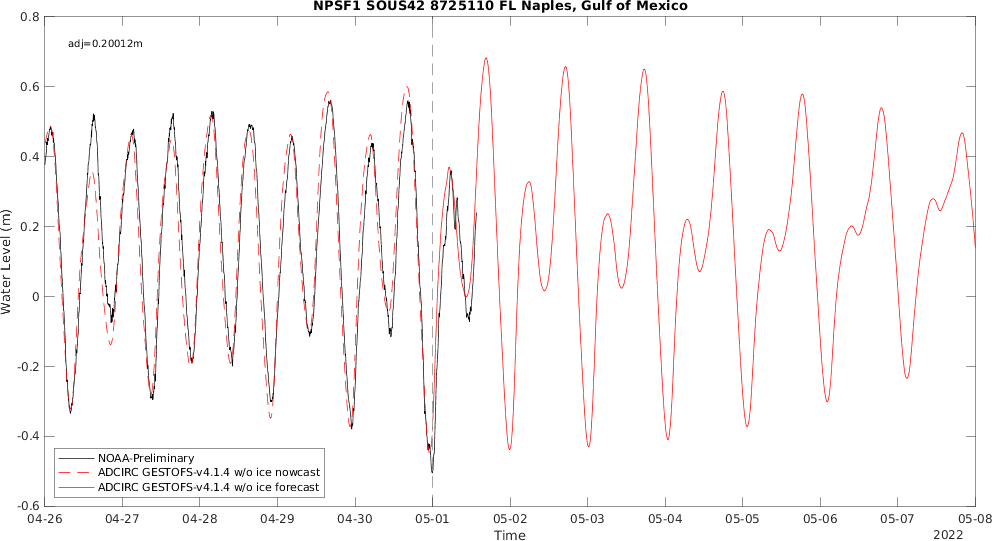 NPSF1 SOUS42 8725110 FL Naples, Gulf of Mexico
adj=0.20012m
0.8
0.6
0.4
0.2
0
-0.2
-0.4
-0.6
Water Level (m)
NOAA-Preliminary
ADCIRC GESTOFS-v4.1.4 w/o ice nowcast
ADCIRC GESTOFS-v4.1.4 w/o ice forecast
04-26 04-27 04-28 04-29 04-30 05-01 05-02 05-03 05-04 05-05 05-06 05-07 05-08
Time
2022